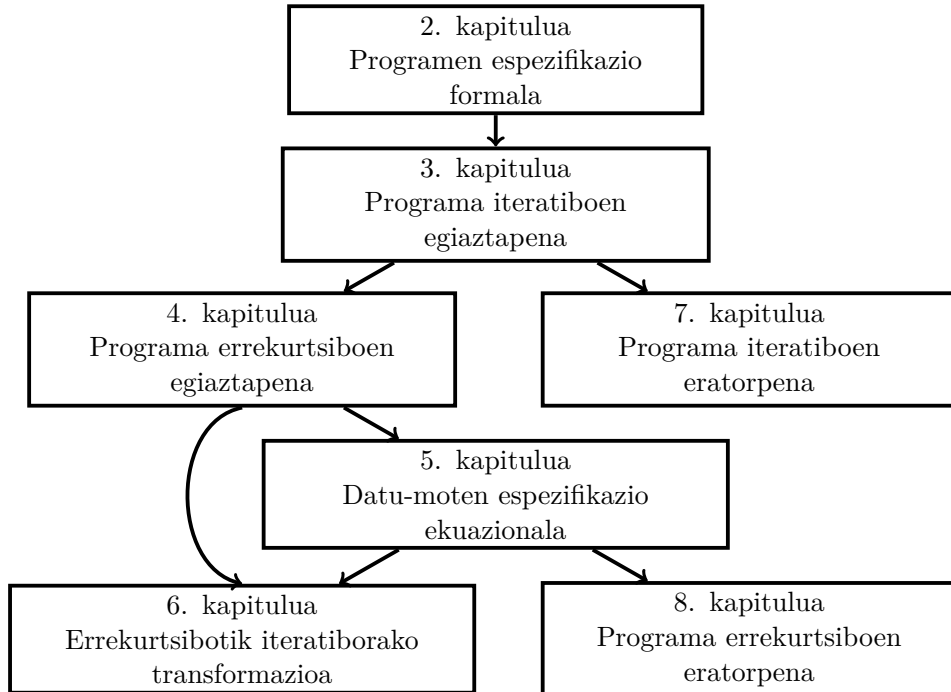 2. kapitulua
Programen espezifikazio
formala
3. kapitulua
Programa iteratiboen
egiaztapena
4. kapitulua
Programa errekurtsiboen
egiaztapena
7. kapitulua
Programa iteratiboen
eratorpena
5. kapitulua
Datu-moten espezifikazio
ekuazionala
6. kapitulua
Errekurtsibotik iteratiborako
transformazioa
8. kapitulua
Programa errekurtsiboen
eratorpena